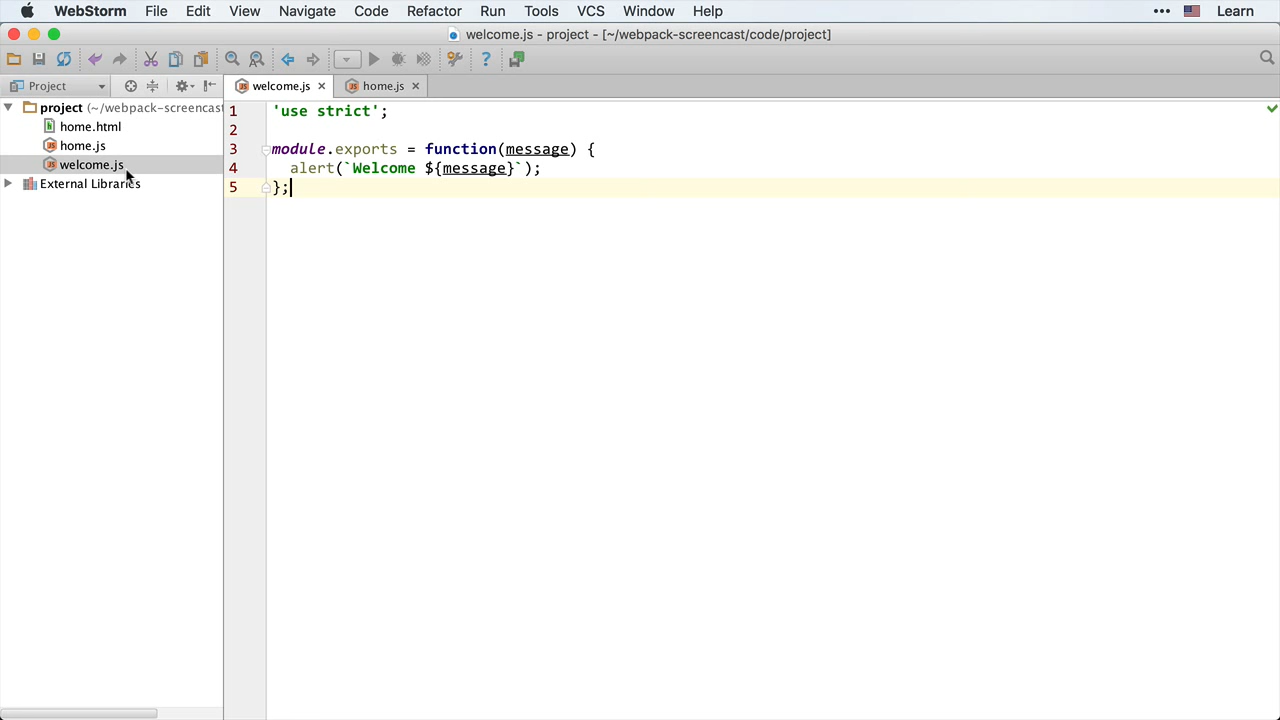 WebStorm File Edit View Navigate Code Refactor Run Tools VCS Window Help Learn
welcome.js - project - [~/webpack-screencast/code/project]
Project
welcome.js
home.js
project (~/webpack-screencast
home.html
home.js
welcome.js
External Libraries
1 'use strict';
2
3 module.exports = function(message) {
4 alert(`Welcome ${message}`);
5 };